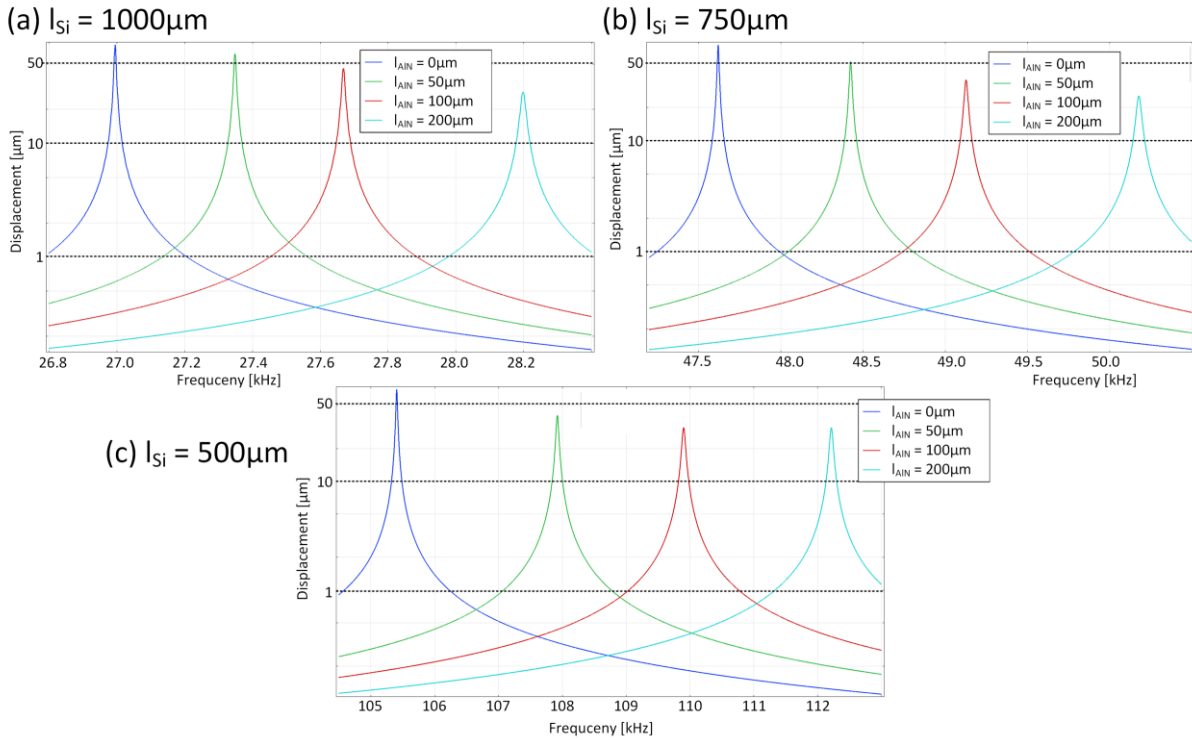 (a) lSi = 1000µm
Displacement [µm]
50
10
1
lAlN = 0µm
lAlN = 50µm
lAlN = 100µm
lAlN = 200µm
26.8 27.0 27.2 27.4 27.6 27.8 28.0 28.2
Frequceny [kHz]
(b) lSi = 750µm
Displacement [µm]
50
10
1
lAlN = 0µm
lAlN = 50µm
lAlN = 100µm
lAlN = 200µm
47.5 48.0 48.5 49.0 49.5 50.0
Frequceny [kHz]
(c) lSi = 500µm
Displacement [µm]
50
10
1
lAlN = 0µm
lAlN = 50µm
lAlN = 100µm
lAlN = 200µm
105 106 107 108 109 110 111 112
Frequceny [kHz]